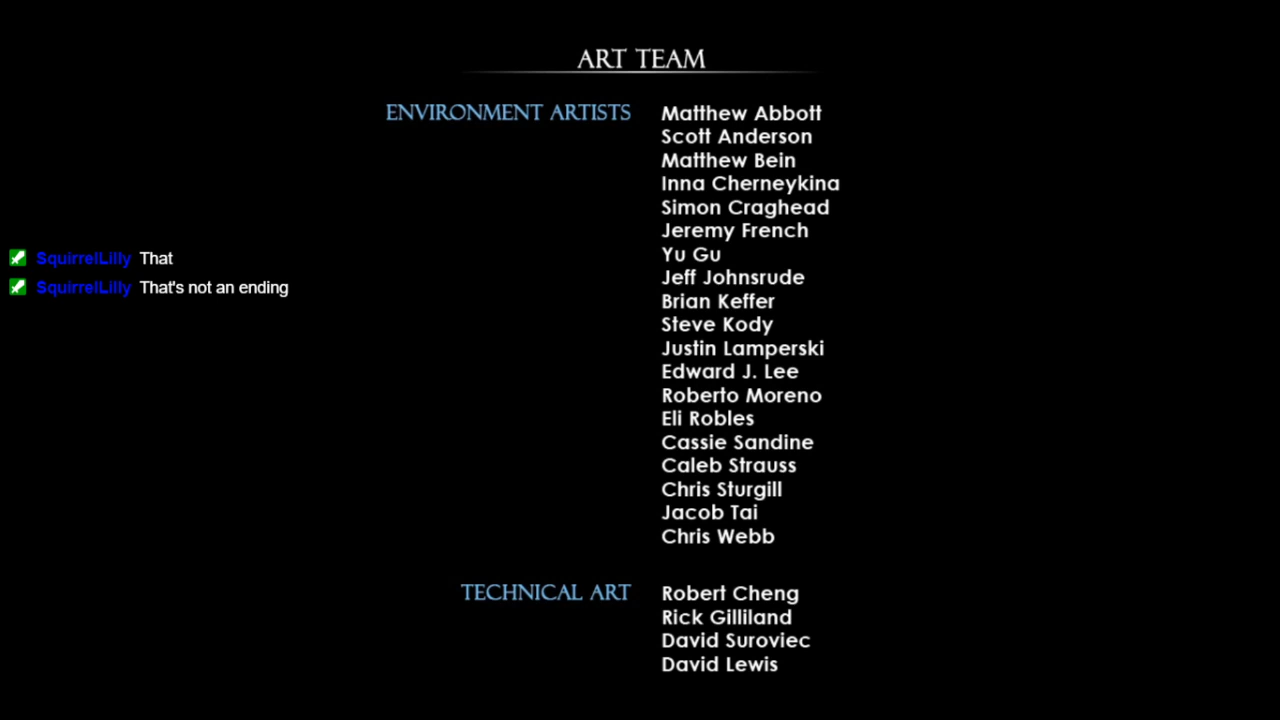 ART TEAM
ENVIRONMENT ARTISTS Matthew Abbott
Scott Anderson
Matthew Bein
Inna Cherneykina
Simon Craghead
Jeremy French
Yu Gu
Jeff Johnsrude
Brian Keffer
Steve Kody
Justin Lamperski
Edward J. Lee
Roberto Moreno
Eli Robles
Cassie Sandine
Caleb Strauss
Chris Sturgill
Jacob Tai
Chris Webb
TECHNICAL ART Robert Cheng
Rick Gilliland
David Suroviec
David Lewis
SquirrelLilly That
SquirrelLilly That's not an ending